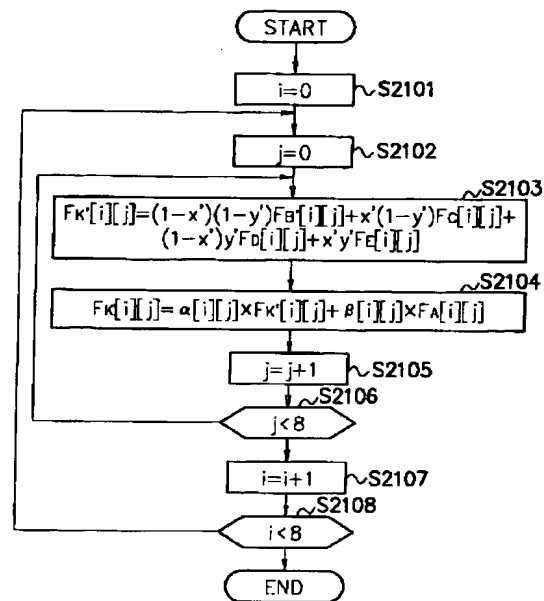 START
i=0
S2101
j=0
S2102
S2103
FK'[i][j]=(1-x')(1-y')FB'[i][j]+x'(1-y')FC[i][j]+
(1-x')y'FD[i][j]+x'y'FE[i][j]
S2104
FK[i][j]=α[i][j]×FK'[i][j]+β[i][j]×FA[i][j]
j=j+1
S2105
S2106
j<8
i=i+1
S2107
S2108
i<8
END